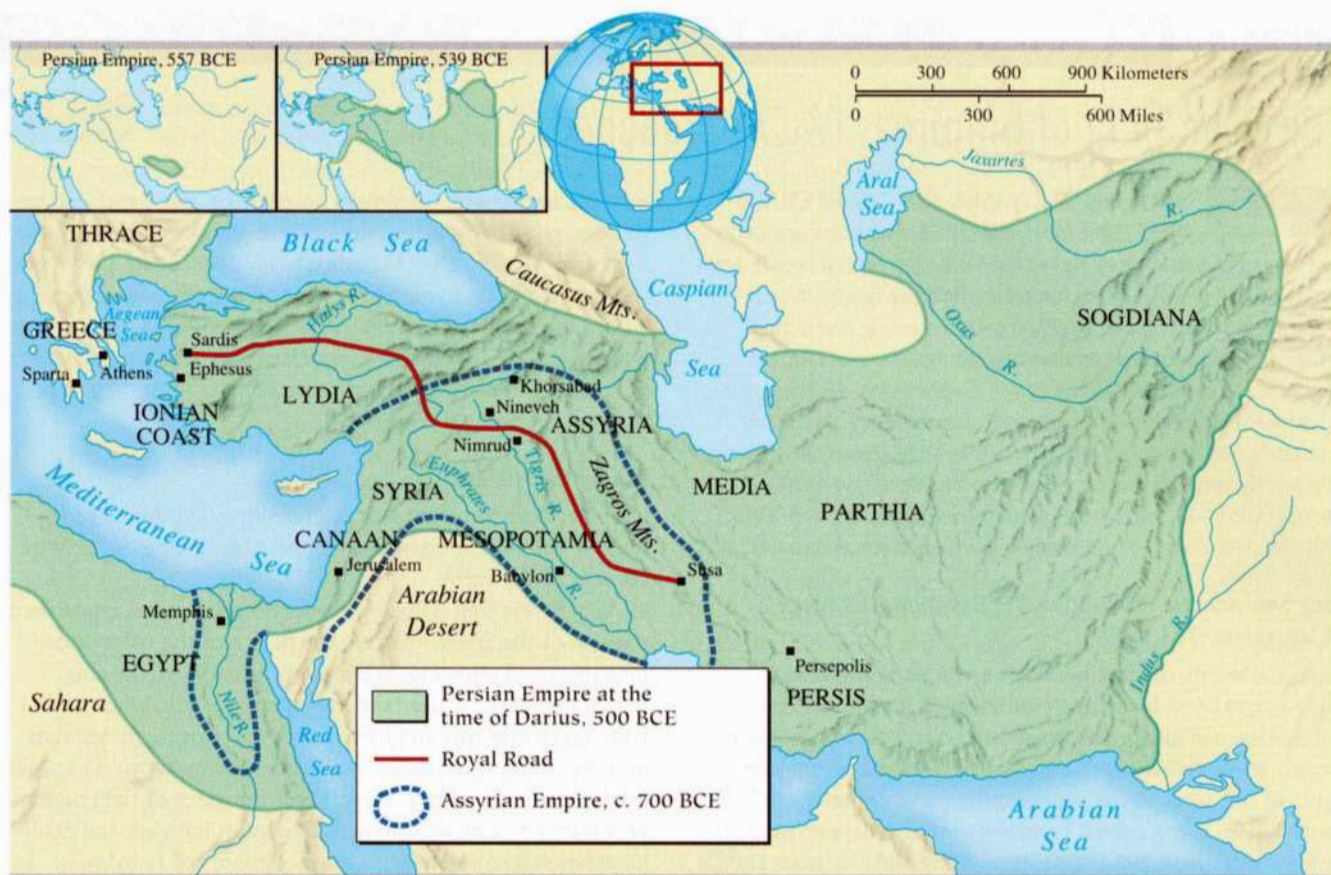 Persian Empire, 557 BCE
Persian Empire, 539 BCE
0 300 600 900 Kilometers
0 300 600 Miles
THRACE
Black Sea
Caucasus Mts.
Caspian
Sea
Aral
Sea
Jaxartes
R.
Oxus
R.
SOGDIANA
GREECE
Aegean
Sea
Halys R.
Sardis
Sparta
Athens
Ephesus
LYDIA
IONIAN
COAST
Khorsabad
Nineveh
ASSYRIA
Nimrud
Tigris R.
Euphrates
R.
Zagros Mts.
MEDIA
PARTHIA
SYRIA
Mediterranean
Sea
CANAAN
MESOPOTAMIA
Jerusalem
Babylon
Susa
Arabian
Desert
Memphis
EGYPT
Sahara
Nile R.
Red
Sea
Persepolis
PERSIS
Indus
R.
Arabian
Sea
Persian Empire at the
time of Darius, 500 BCE
Royal Road
Assyrian Empire, c. 700 BCE